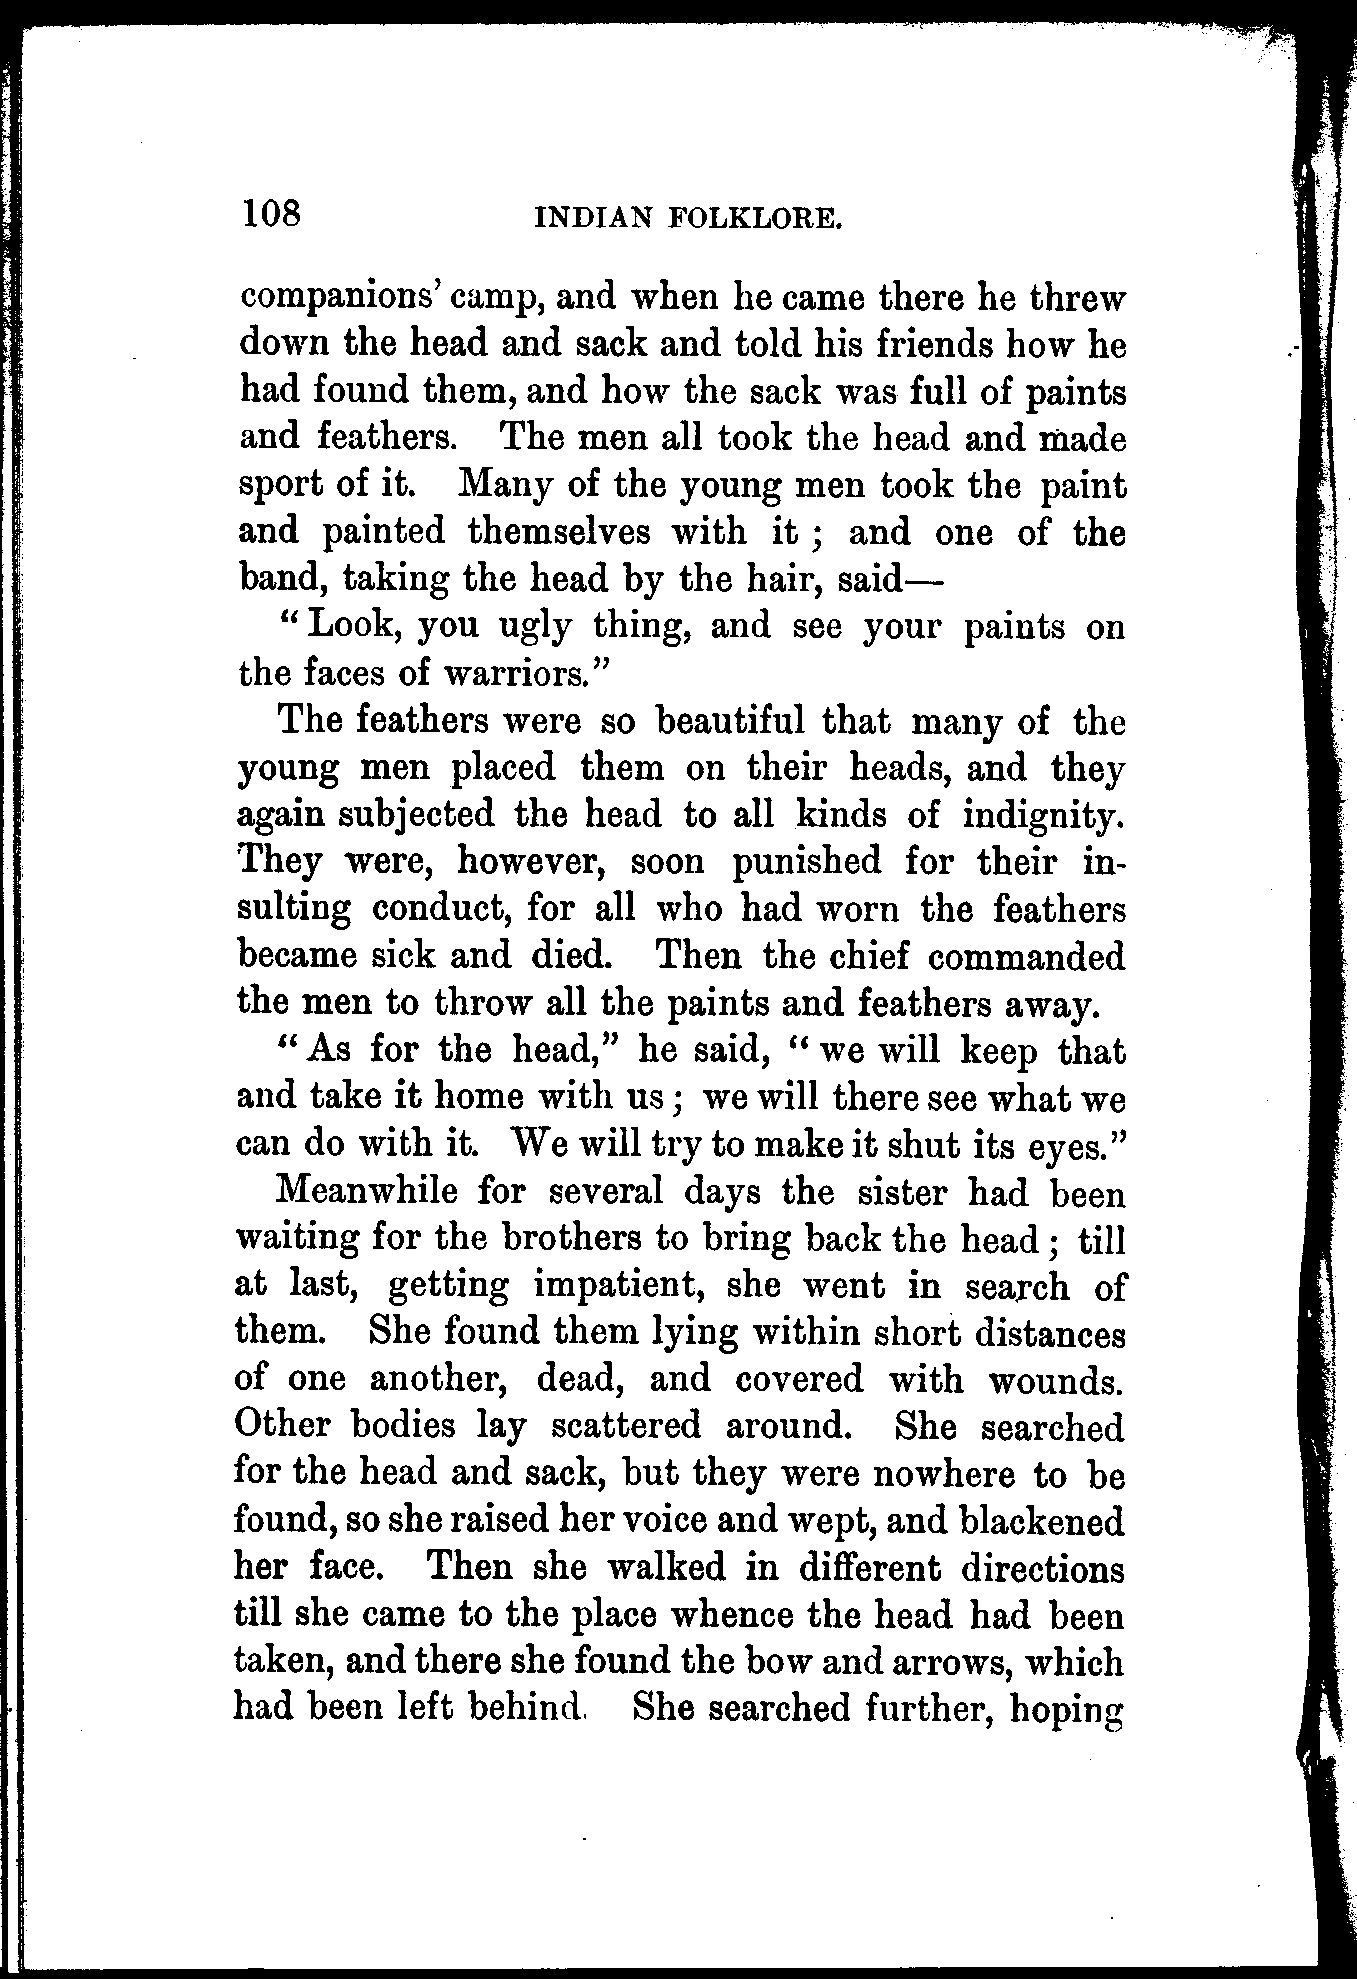 108 INDIAN FOLKLORE.
companions' camp, and when he came there he threw
down the head and sack and told his friends how he
had found them, and how the sack was full of paints
and feathers. The men all took the head and made
sport of it. Many of the young men took the paint
and painted themselves with it ; and one of the
band, taking the head by the hair, said—
“ Look, you ugly thing, and see your paints on
the faces of warriors.”
The feathers were so beautiful that many of the
young men placed them on their heads, and they
again subjected the head to all kinds of indignity.
They were, however, soon punished for their in-
sulting conduct, for all who had worn the feathers
became sick and died. Then the chief commanded
the men to throw all the paints and feathers away.
“ As for the head,” he said, “ we will keep that
and take it home with us ; we will there see what we
can do with it. We will try to make it shut its eyes.”
Meanwhile for several days the sister had been
waiting for the brothers to bring back the head ; till
at last, getting impatient, she went in search of
them. She found them lying within short distances
of one another, dead, and covered with wounds.
Other bodies lay scattered around. She searched
for the head and sack, but they were nowhere to be
found, so she raised her voice and wept, and blackened
her face. Then she walked in different directions
till she came to the place whence the head had been
taken, and there she found the bow and arrows, which
had been left behind. She searched further, hoping